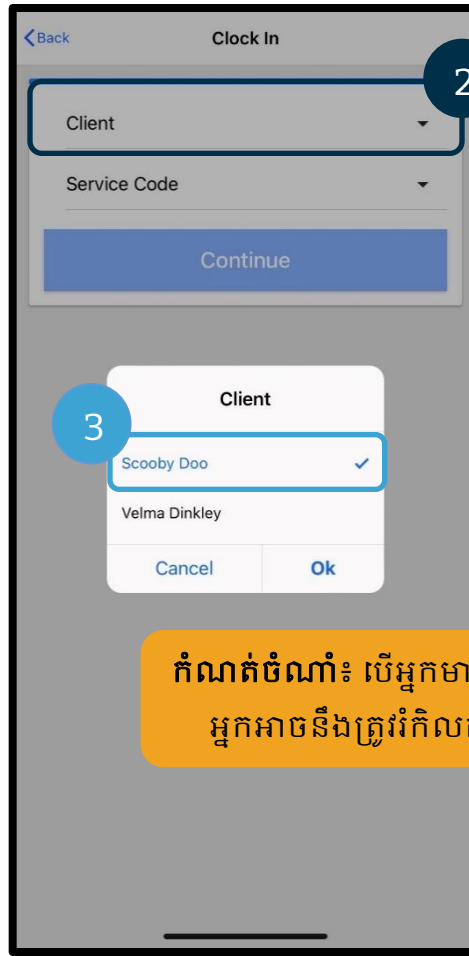 Back
Clock In
2
Client
Service Code
Continue
Client
3
Scooby Doo
Velma Dinkley
Cancel
Ok
កំណត់ចំណាំ៖ បើអ្នកមា
អ្នកអាចនឹងត្រូវរំកិល